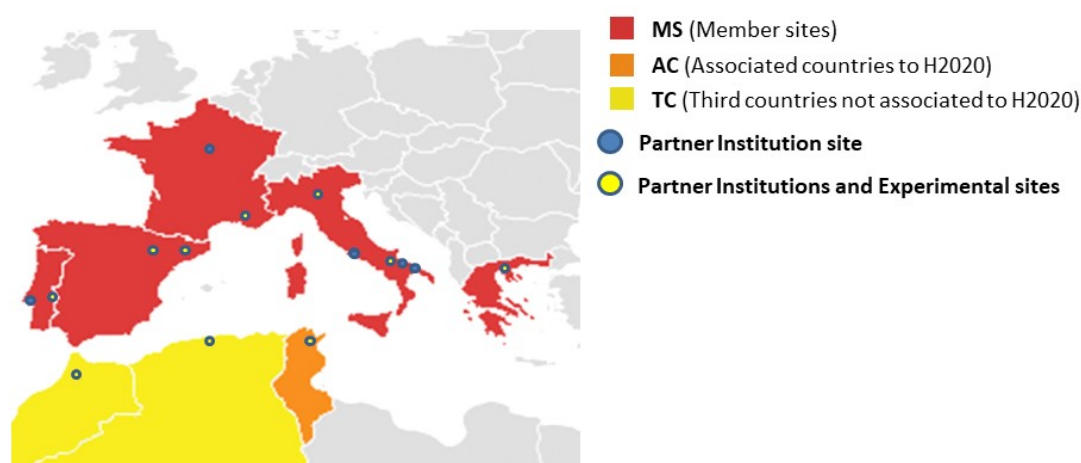 MS (Member sites)
AC (Associated countries to H2020)
TC (Third countries not associated to H2020)
Partner Institution site
Partner Institutions and Experimental sites